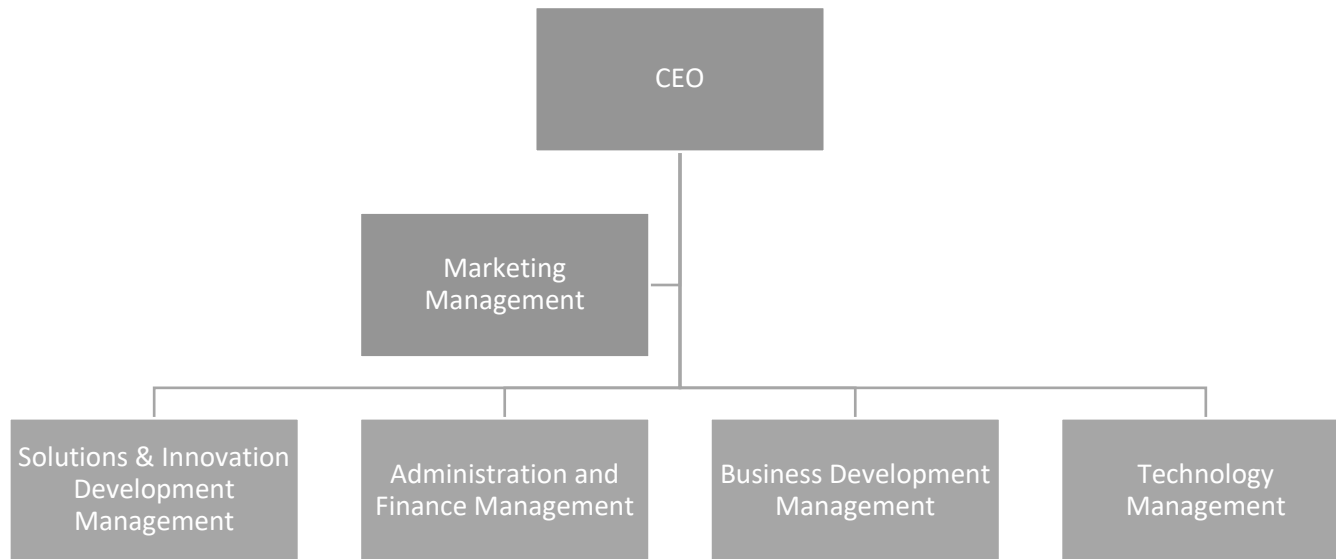 CEO
Marketing
Management
Solutions & Innovation
Development
Management
Administration and
Finance Management
Business Development
Management
Technology
Management